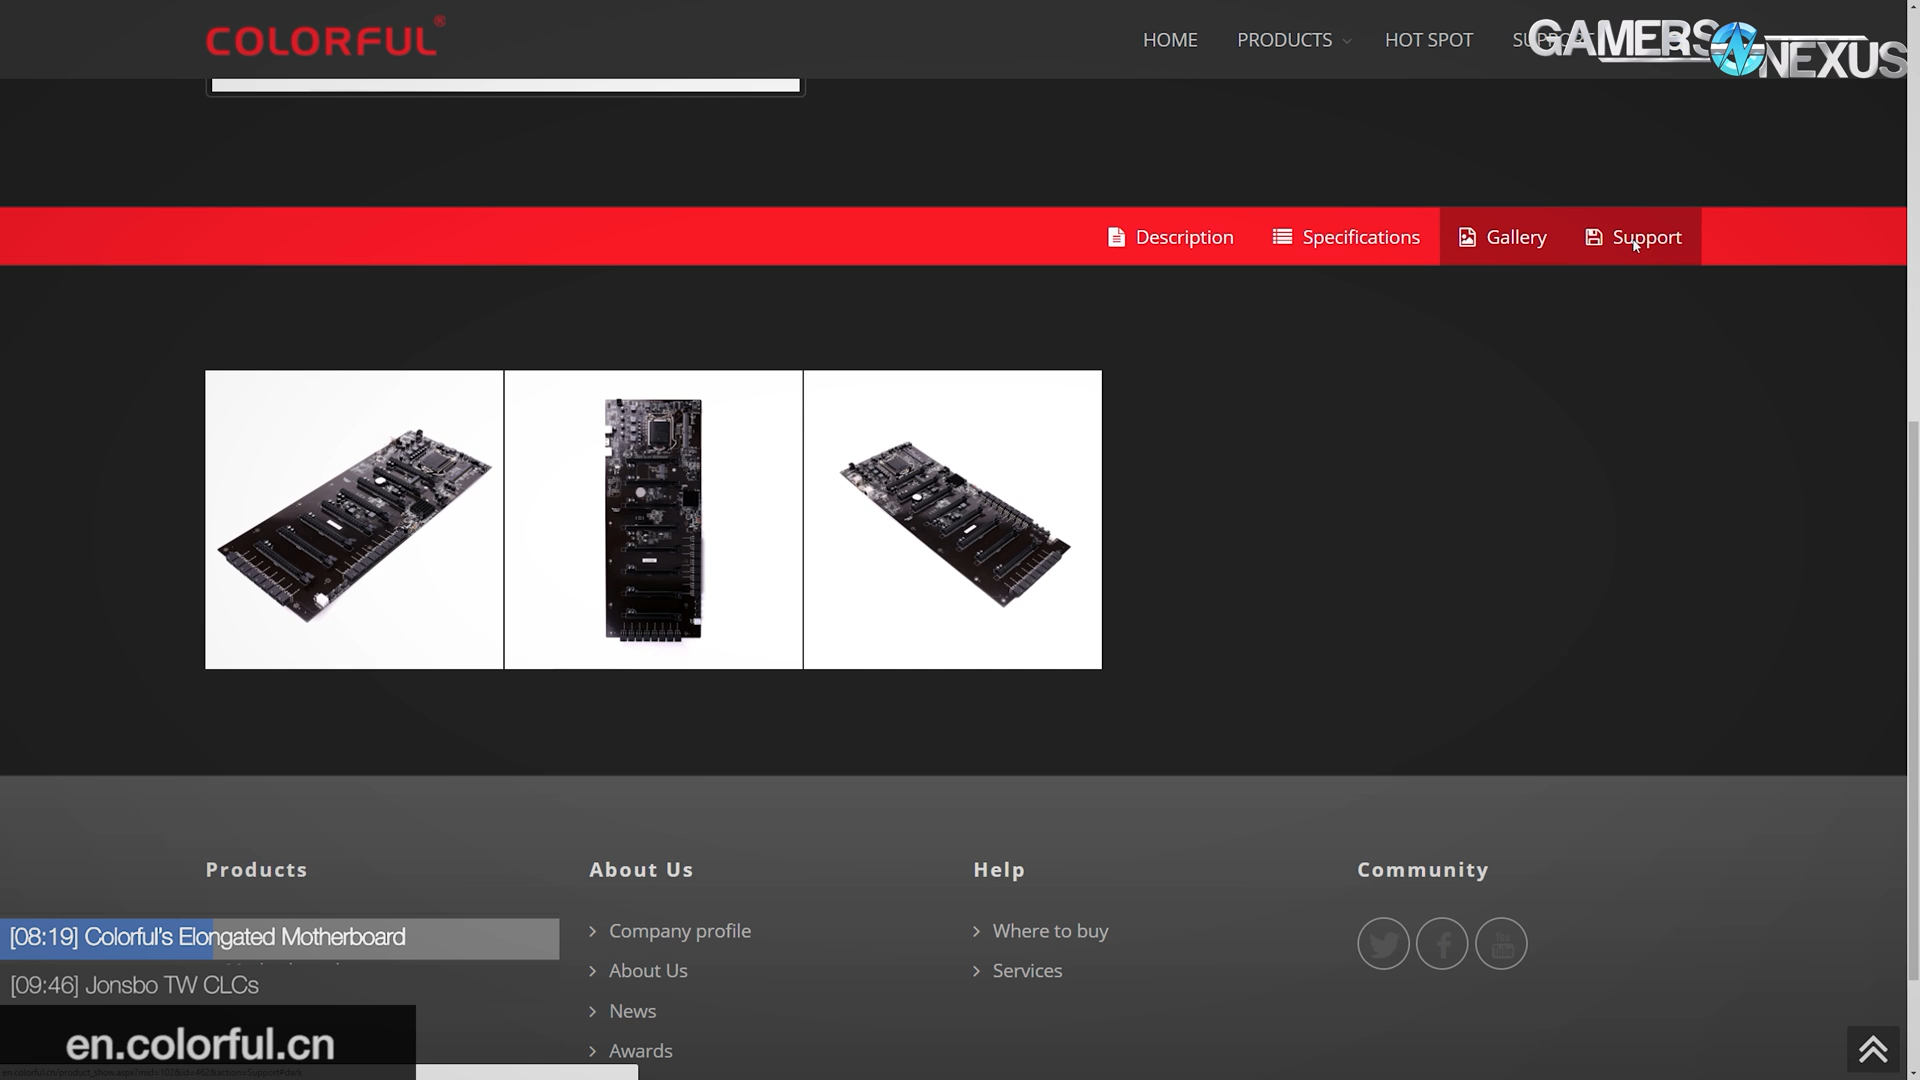 COLORFUL®
HOME PRODUCTS HOT SPOT
GAMERS NEXUS
Description Specifications Gallery Support
Products
About Us
Help
Community
[08:19] Colorful's Elongated Motherboard
[09:46] Jonsbo TW CLCs
Company profile
About Us
News
Awards
Where to buy
Services
en.colorful.cn